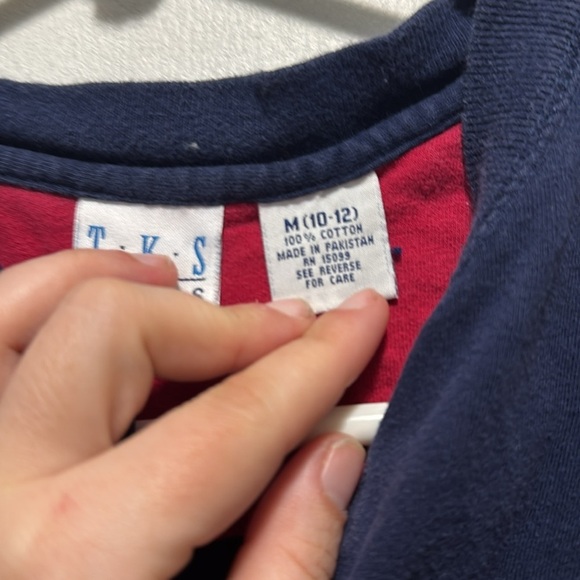 T·K·S
S
M (10-12)
100% COTTON
MADE IN PAKISTAN
RN 15099
SEE REVERSE
FOR CARE